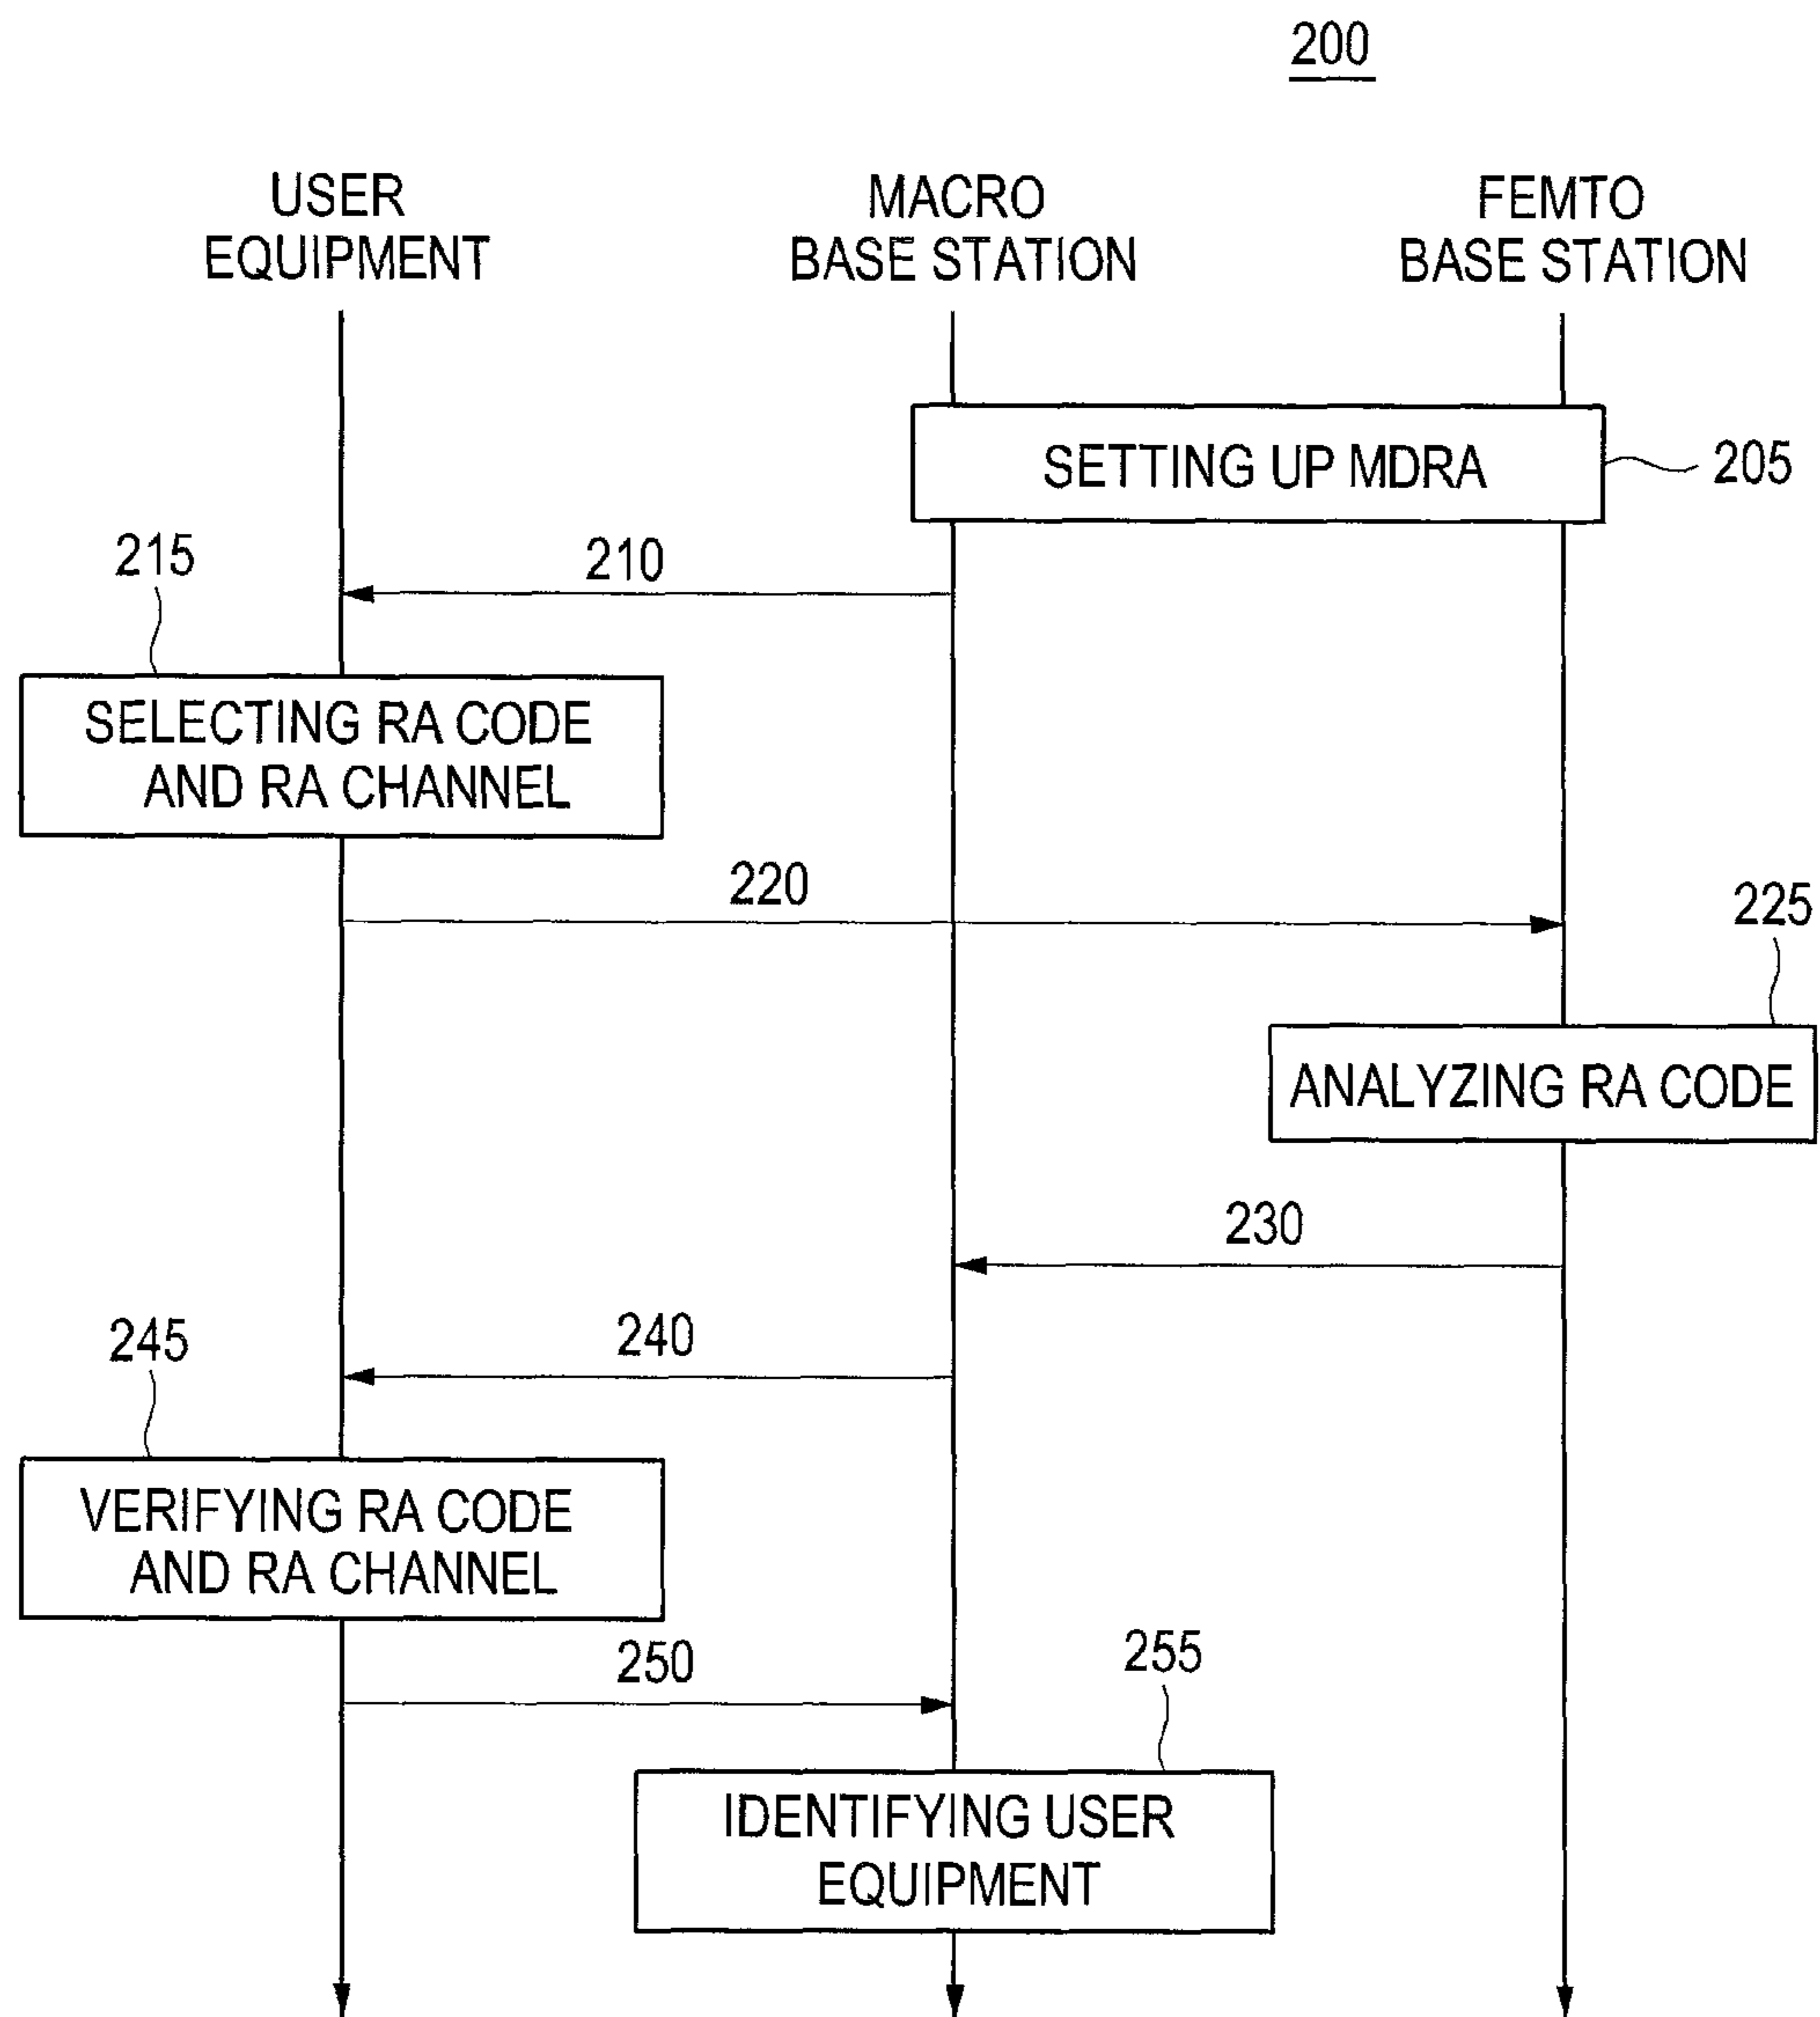 200
USER
EQUIPMENT
MACRO
BASE STATION
FEMTO
BASE STATION
SETTING UP MDRA
205
210
215
SELECTING RA CODE
AND RA CHANNEL
220
225
ANALYZING RA CODE
230
240
245
VERIFYING RA CODE
AND RA CHANNEL
250
255
IDENTIFYING USER
EQUIPMENT